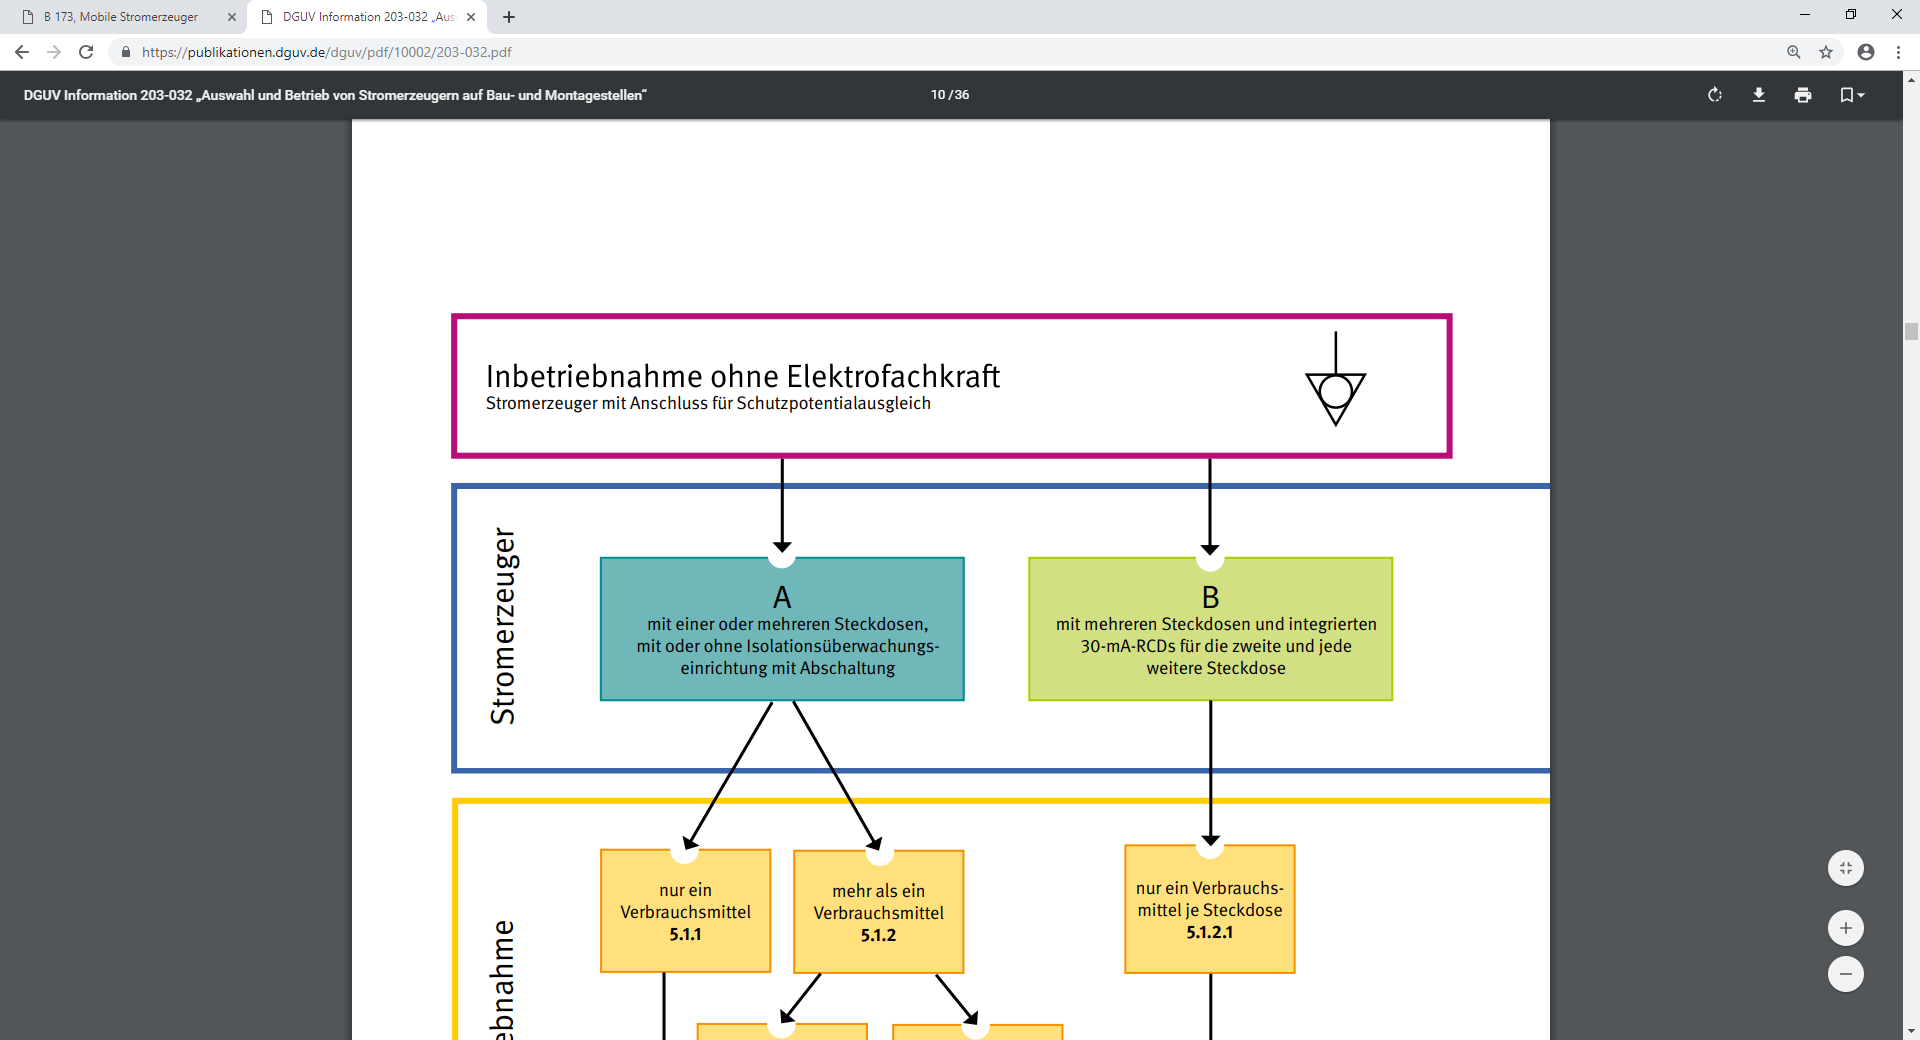 B 173, Mobile Stromerzeuger
DGUV Information 203-032 „Aus
https://publikationen.dguv.de/dguv/pdf/10002/203-032.pdf
DGUV Information 203-032 „Auswahl und Betrieb von Stromerzeugern auf Bau- und Montagestellen“
10 / 36
Inbetriebnahme ohne Elektrofachkraft
Stromerzeuger mit Anschluss für Schutzpotentialausgleich
Stromerzeuger
A
mit einer oder mehreren Steckdosen,
mit oder ohne Isolationsüberwachungs-
einrichtung mit Abschaltung
B
mit mehreren Steckdosen und integrierten
30-mA-RCDs für die zweite und jede
weitere Steckdose
ebnahme
nur ein
Verbrauchsmittel
5.1.1
mehr als ein
Verbrauchsmittel
5.1.2
nur ein Verbrauchs-
mittel je Steckdose
5.1.2.1